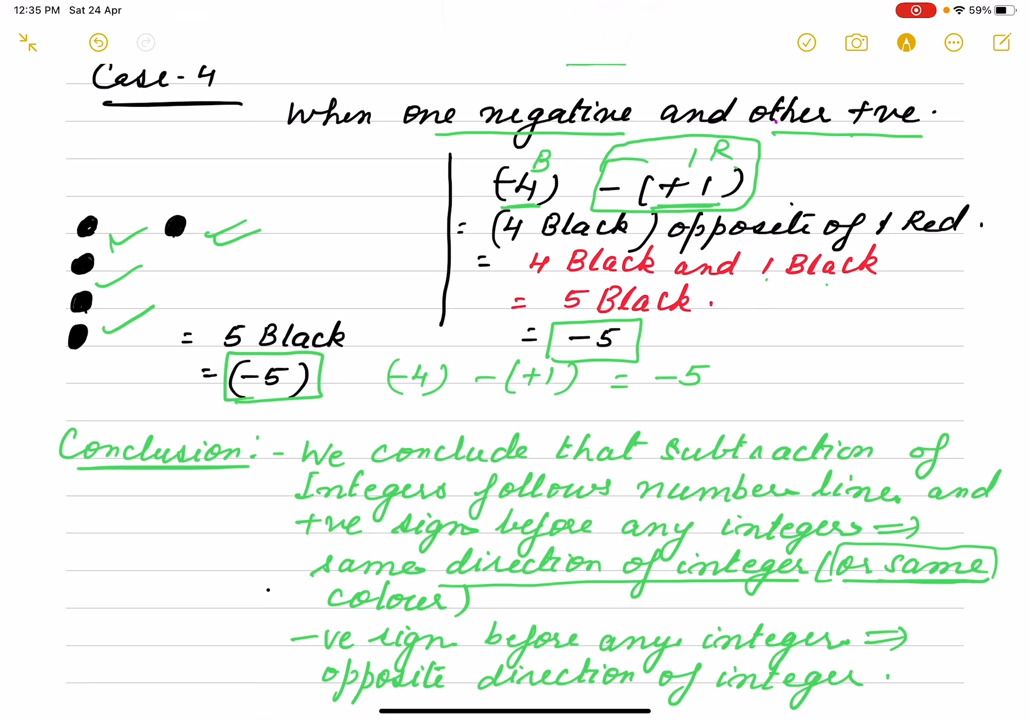 12:35 PM Sat 24 Apr
59%
Case-4
When one negative and other +ve.
B 1 R
(-4) -(+1)
= (4 Black) opposite of 1 Red.
= 4 Black and 1 Black
= 5 Black.
= 5 Black
= -5
= (-5)
(-4) -(+1) = -5
Conclusion:- We conclude that subtraction of
Integers follows number line and
+ve sign before any integers =>
same direction of integer (or same
colour)
-ve sign before any integer =>
opposite direction of integer.